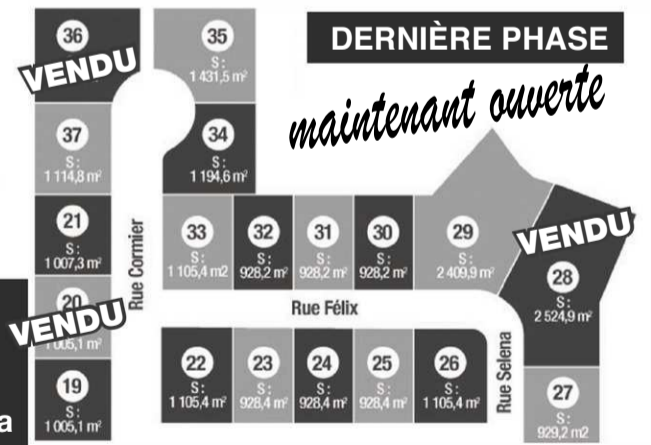 DERNIÈRE PHASE
maintenant ouverte
36
VENDU
35
S :
1 431,5 m²
37
S :
1 114,8 m²
34
S :
1 194,6 m²
21
S :
1 007,3 m²
Rue Cormier
33
S :
1 105,4 m2
32
S :
928,2 m²
31
S :
928,2 m²
30
S :
928,2 m²
29
S :
2 409,9 m²
VENDU
28
S :
2 524,9 m²
20
VENDU
1 005,1 m²
Rue Félix
19
S :
1 005,1 m²
22
S :
1 105,4 m²
23
S :
928,4 m²
24
S :
928,4 m²
25
S :
928,4 m²
26
S :
1 105,4 m²
Rue Selena
27
S :
929,2 m2
a